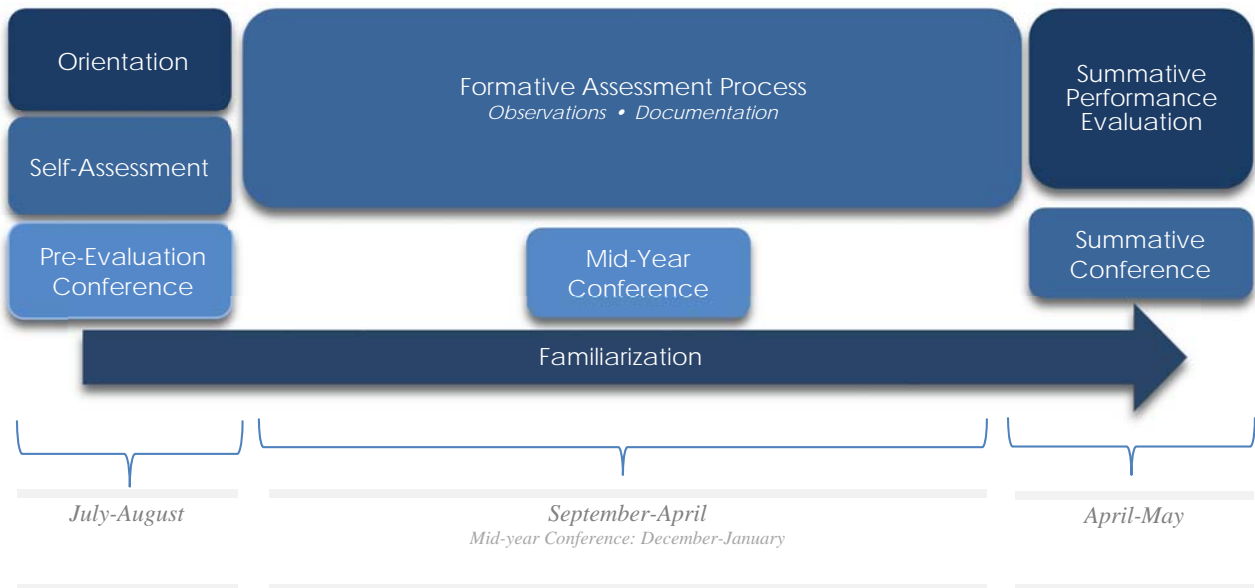 Orientation
Self-Assessment
Pre-Evaluation
Conference
Formative Assessment Process
Observations • Documentation
Mid-Year
Conference
Summative
Performance
Evaluation
Summative
Conference
Familiarization
July-August
September-April
Mid-year Conference: December-January
April-May